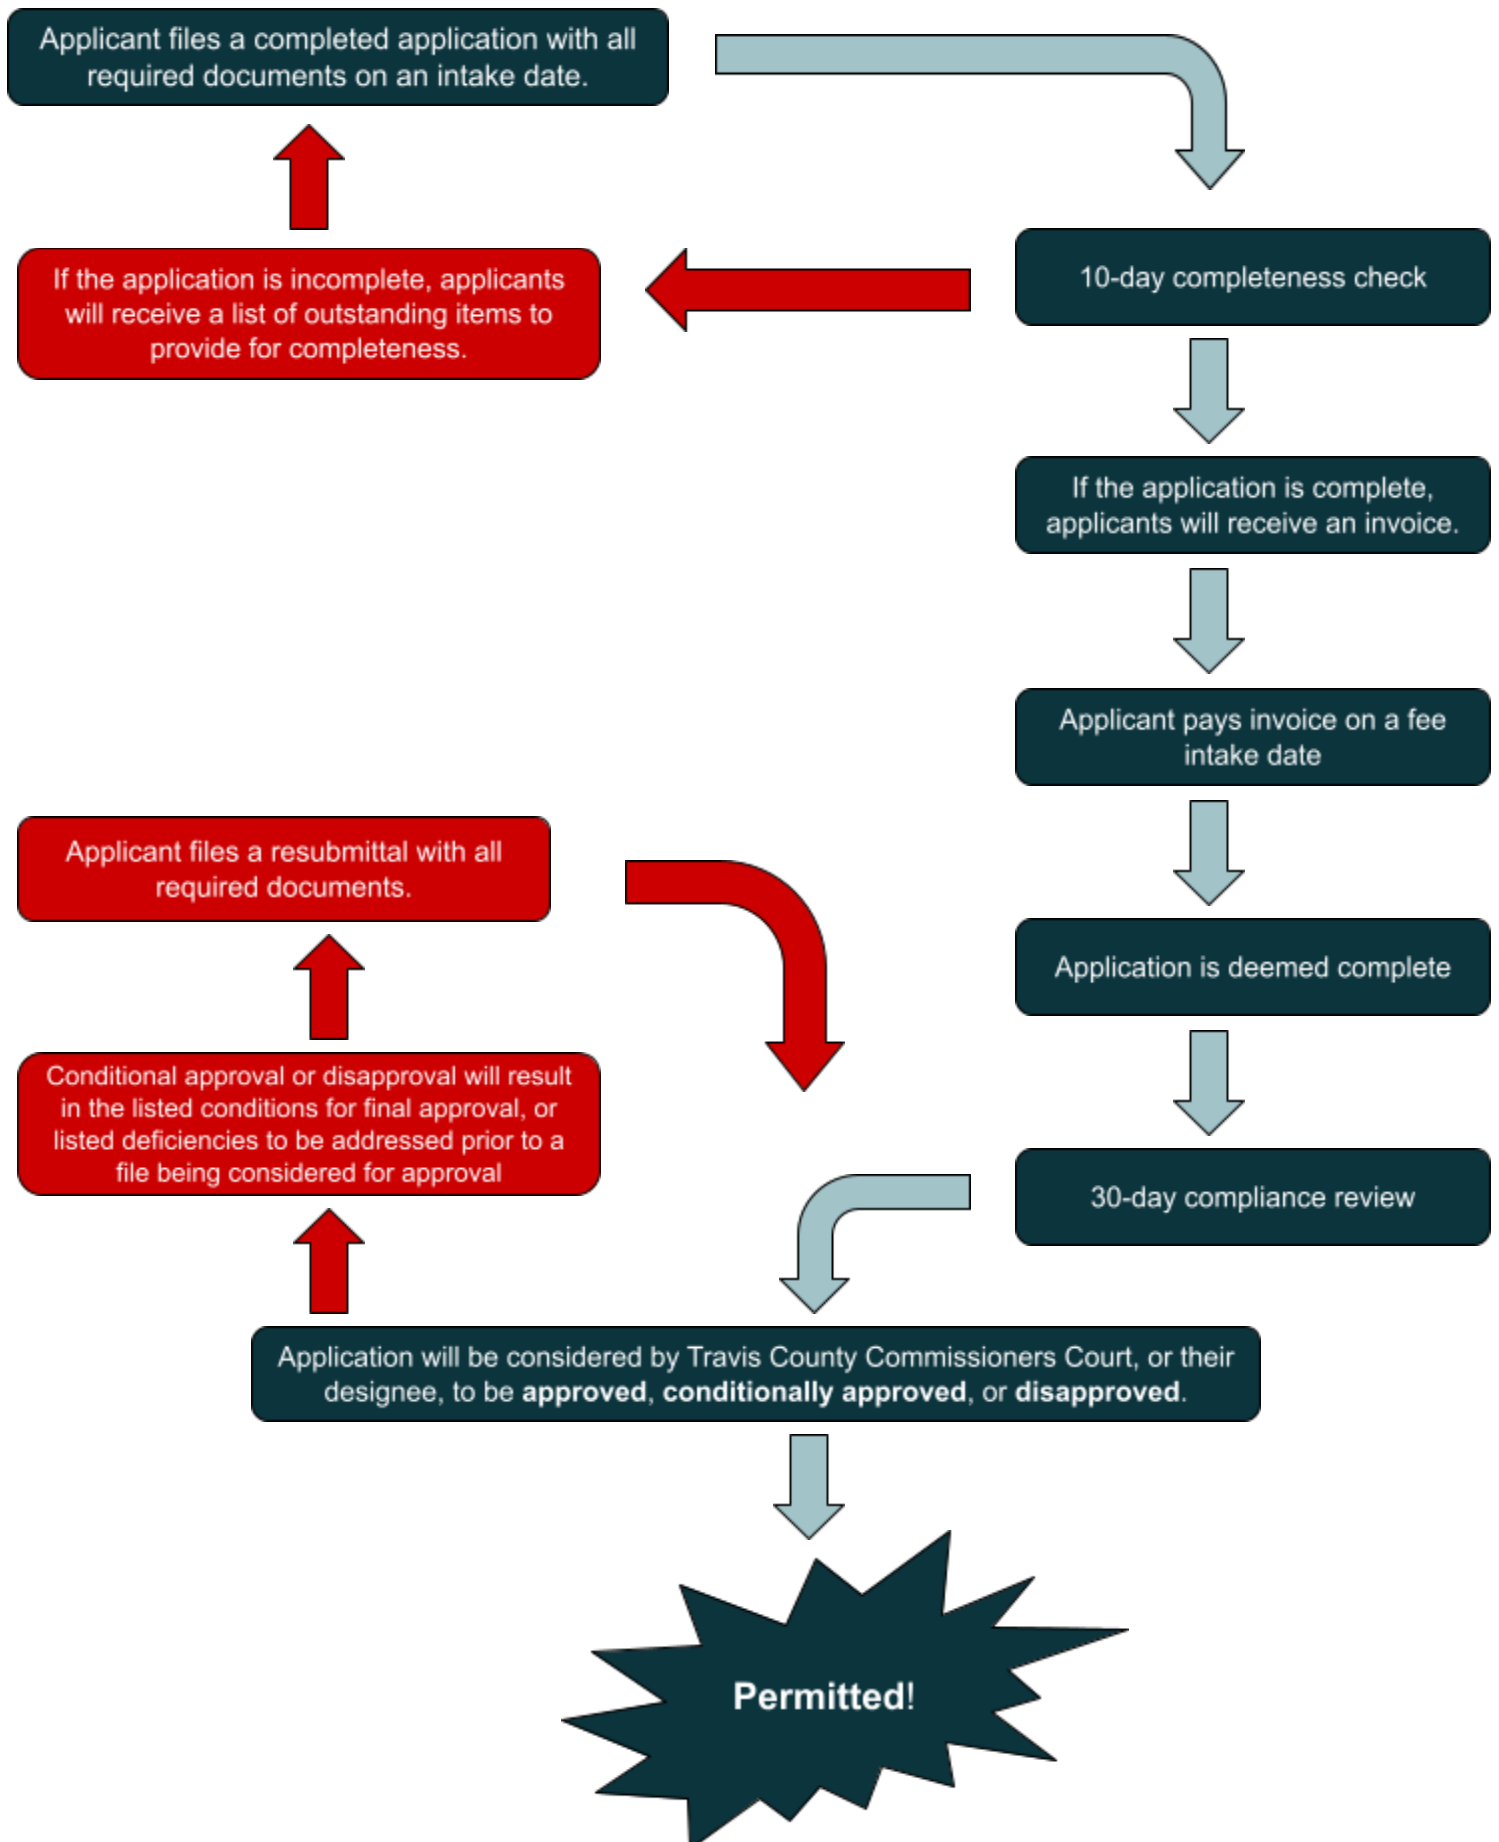 Applicant files a completed application with all
required documents on an intake date.
10-day completeness check
If the application is incomplete, applicants
will receive a list of outstanding items to
provide for completeness.
If the application is complete,
applicants will receive an invoice.
Applicant pays invoice on a fee
intake date
Application is deemed complete
30-day compliance review
Applicant files a resubmittal with all
required documents.
Conditional approval or disapproval will result
in the listed conditions for final approval, or
listed deficiencies to be addressed prior to a
file being considered for approval
Application will be considered by Travis County Commissioners Court, or their
designee, to be approved, conditionally approved, or disapproved.
Permitted!